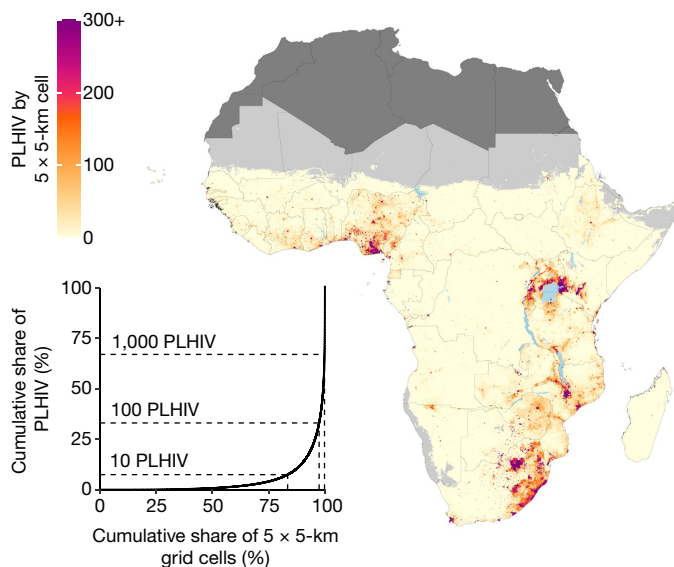 PLHIV by
5 × 5-km cell
300+
200
100
0
Cumulative share of
PLHIV (%)
100
75
50
25
0
1,000 PLHIV
100 PLHIV
10 PLHIV
0
25
50
75
100
Cumulative share of 5 × 5-km
grid cells (%)